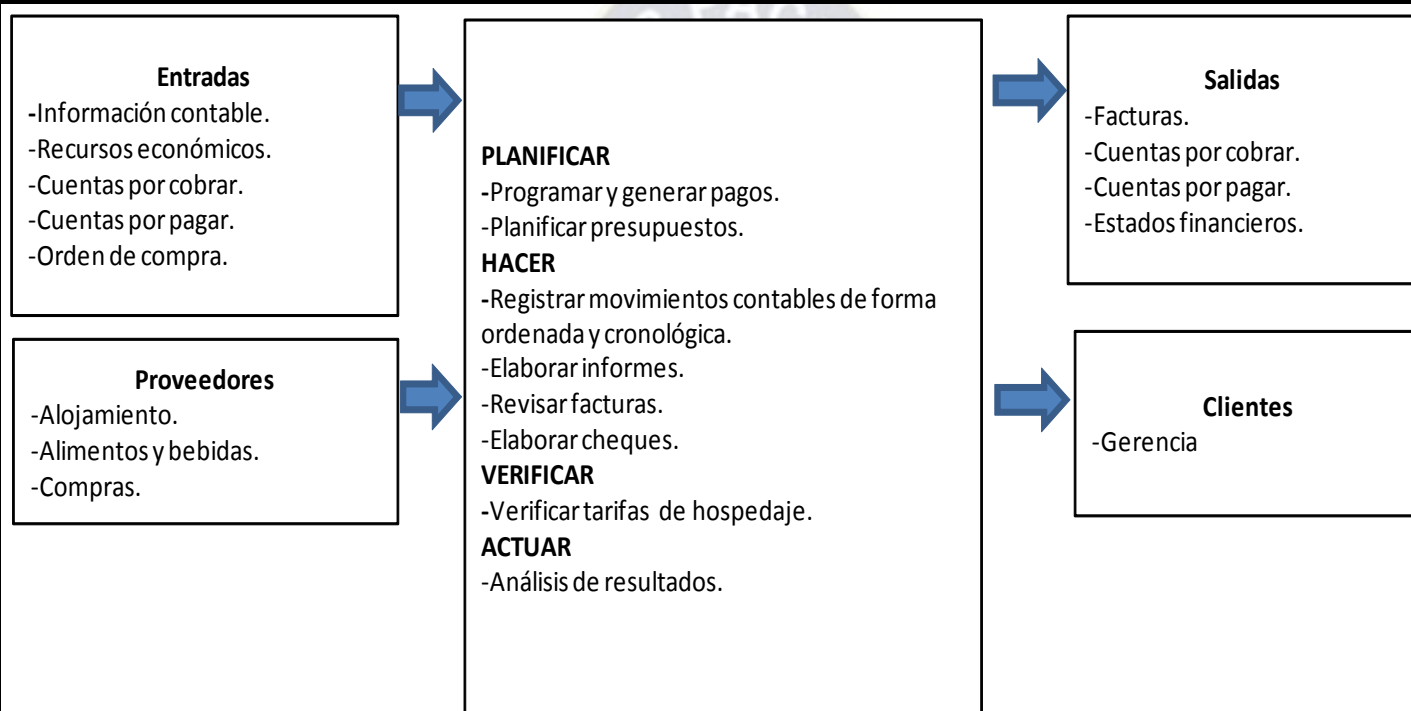 Entradas
-Información contable.
-Recursos económicos.
-Cuentas por cobrar.
-Cuentas por pagar.
-Orden de compra.
Proveedores
-Alojamiento.
-Alimentos y bebidas.
-Compras.
PLANIFICAR
-Programar y generar pagos.
-Planificar presupuestos.
HACER
-Registrar movimientos contables de forma
ordenada y cronológica.
-Elaborar informes.
-Revisar facturas.
-Elaborar cheques.
VERIFICAR
-Verificar tarifas de hospedaje.
ACTUAR
-Análisis de resultados.
Salidas
-Facturas.
-Cuentas por cobrar.
-Cuentas por pagar.
-Estados financieros.
Clientes
-Gerencia